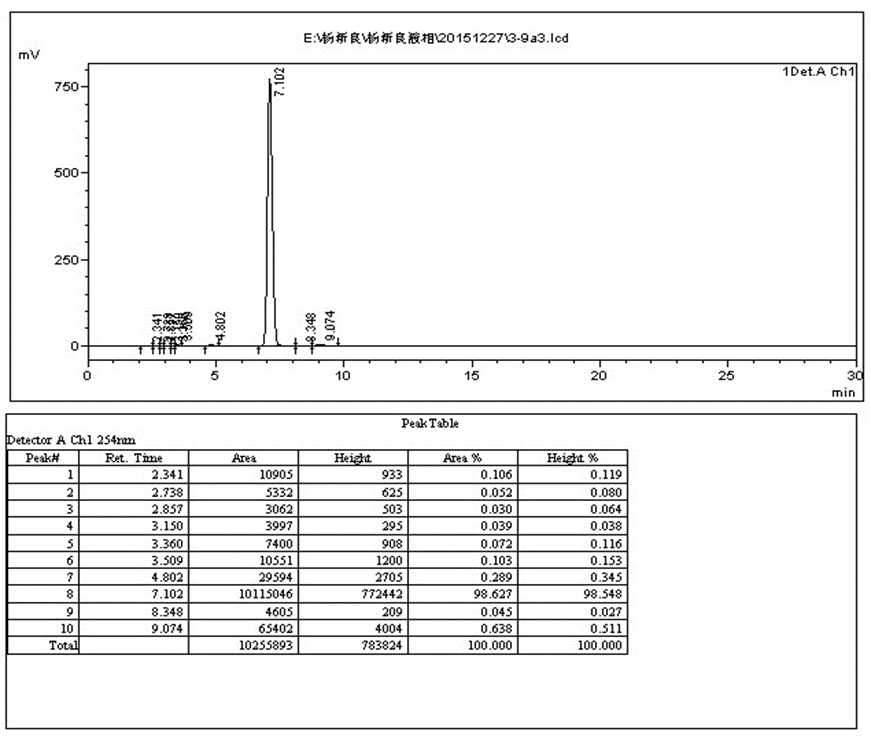 E:\杨新良\杨新良液相\20151227\3-9a3.lcd
mV
1Det.A Ch1
750
500
250
0
2.341
3.509
4.802
7.102
8.348
9.074
0 5 10 15 20 25 30
min
PeakTable
Detector A Ch1 254nm
Peak# Ret. Time Area Height Area % Height %
1 2.341 10905 933 0.106 0.119
2 2.738 5332 625 0.052 0.080
3 2.857 3062 503 0.030 0.064
4 3.150 3997 295 0.039 0.038
5 3.360 7400 908 0.072 0.116
6 3.509 10551 1200 0.103 0.153
7 4.802 29594 2705 0.289 0.345
8 7.102 10115046 772442 98.627 98.548
9 8.348 4605 209 0.045 0.027
10 9.074 65402 4004 0.638 0.511
Total 10255893 783824 100.000 100.000